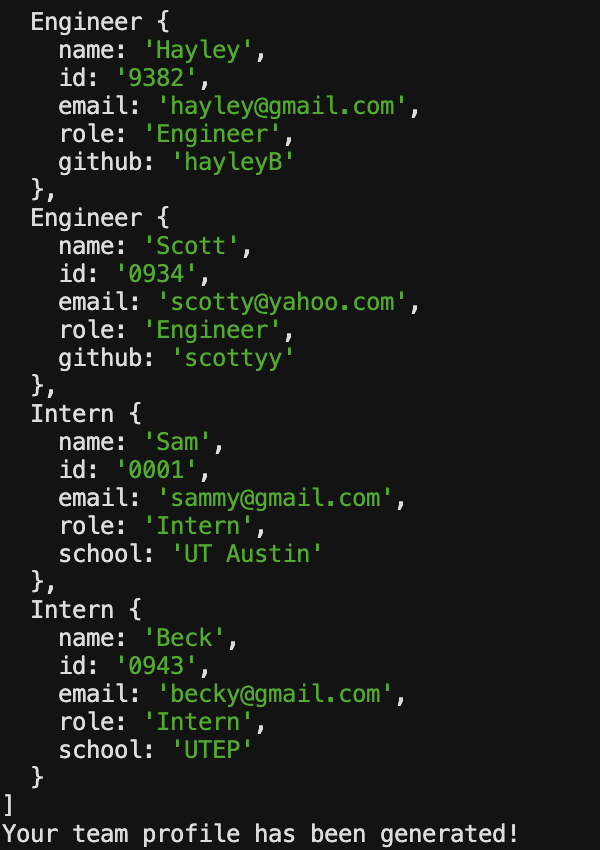 Engineer {
name: 'Hayley',
id: '9382',
email: 'hayley@gmail.com',
role: 'Engineer',
github: 'hayleyB'
},
Engineer {
name: 'Scott',
id: '0934',
email: 'scotty@yahoo.com',
role: 'Engineer',
github: 'scottyy'
},
Intern {
name: 'Sam',
id: '0001',
email: 'sammy@gmail.com',
role: 'Intern',
school: 'UT Austin'
},
Intern {
name: 'Beck',
id: '0943',
email: 'becky@gmail.com',
role: 'Intern',
school: 'UTEP'
}
]
Your team profile has been generated!